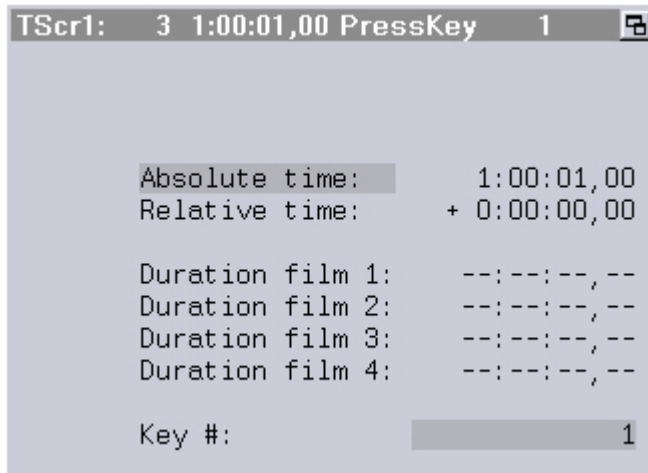 TScr1: 3 1:00:01,00 PressKey 1
Absolute time: 1:00:01,00
Relative time: + 0:00:00,00
Duration film 1: --:--:--,--
Duration film 2: --:--:--,--
Duration film 3: --:--:--,--
Duration film 4: --:--:--,--
Key #: 1